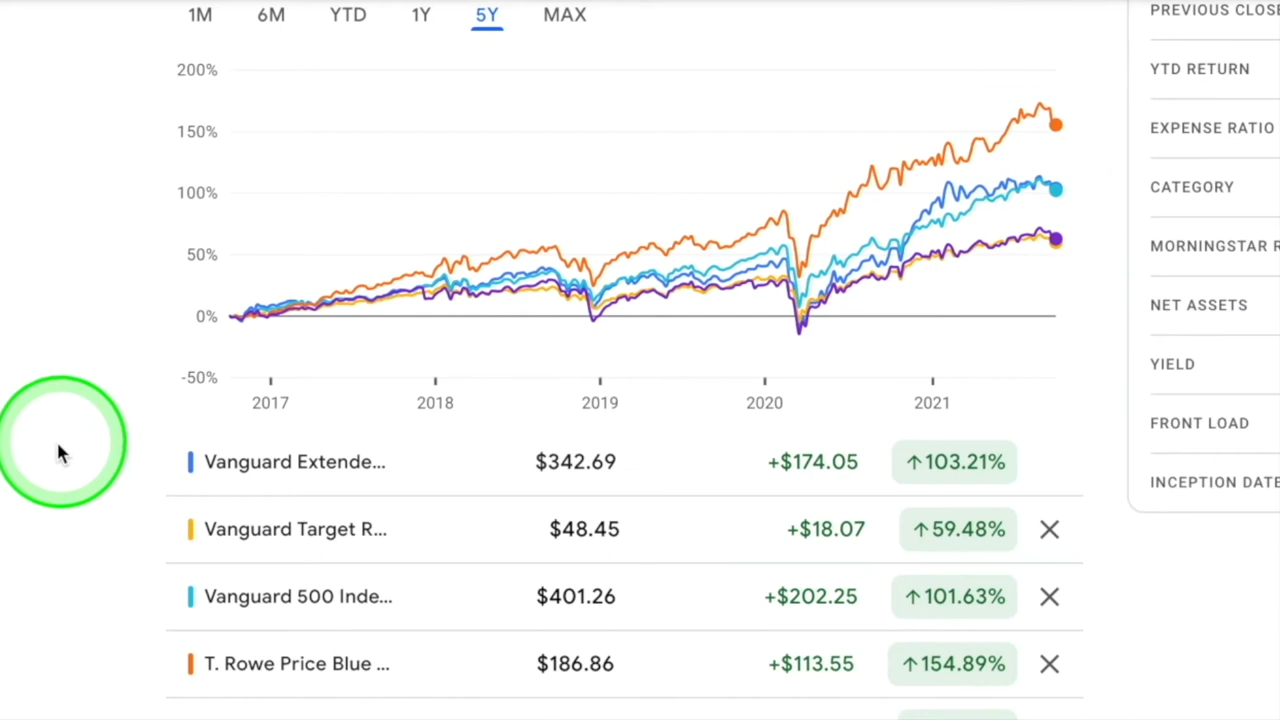 1M 6M YTD 1Y 5Y MAX
200%
150%
100%
50%
0%
-50%
2017 2018 2019 2020 2021
Vanguard Extende... $342.69 +$174.05 ↑103.21%
Vanguard Target R... $48.45 +$18.07 ↑59.48%
Vanguard 500 Inde... $401.26 +$202.25 ↑101.63%
T. Rowe Price Blue ... $186.86 +$113.55 ↑154.89%
PREVIOUS CLOSE
YTD RETURN
EXPENSE RATIO
CATEGORY
MORNINGSTAR R
NET ASSETS
YIELD
FRONT LOAD
INCEPTION DATE